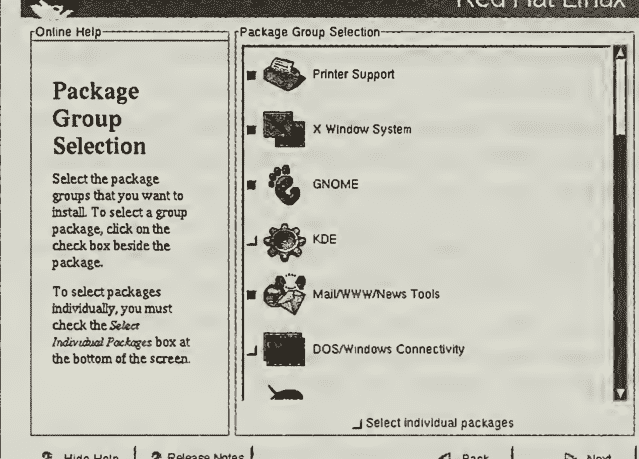 Red Hat Linux
Online Help
Package
Group
Selection
Select the package
groups that you want to
install. To select a group
package, click on the
check box beside the
package.
To select packages
individually, you must
check the Select
Individual Packages box at
the bottom of the screen.
Package Group Selection
Printer Support
X Window System
GNOME
KDE
Mail/WWW/News Tools
DOS/Windows Connectivity
Select individual packages
Hide Help
Release Notes
Back
Next